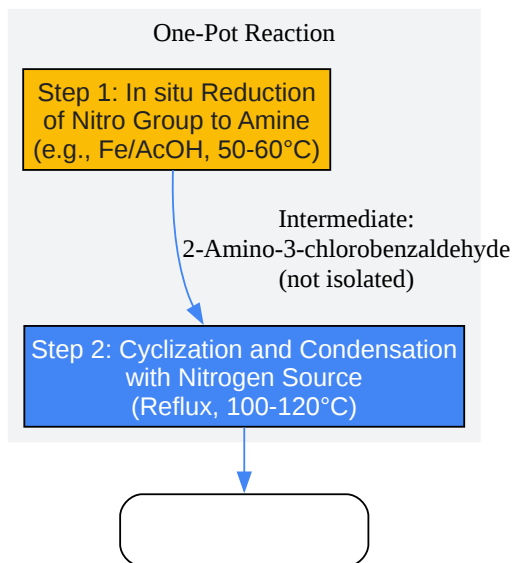 One-Pot Reaction
Step 1: In situ Reduction
of Nitro Group to Amine
(e.g., Fe/AcOH, 50-60°C)
Intermediate:
2-Amino-3-chlorobenzaldehyde
(not isolated)
Step 2: Cyclization and Condensation
with Nitrogen Source
(Reflux, 100-120°C)